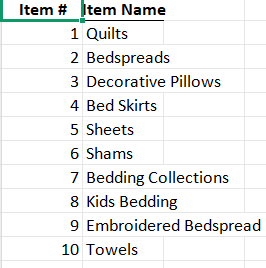 Item # Item Name
1 Quilts
2 Bedspreads
3 Decorative Pillows
4 Bed Skirts
5 Sheets
6 Shams
7 Bedding Collections
8 Kids Bedding
9 Embroidered Bedspread
10 Towels